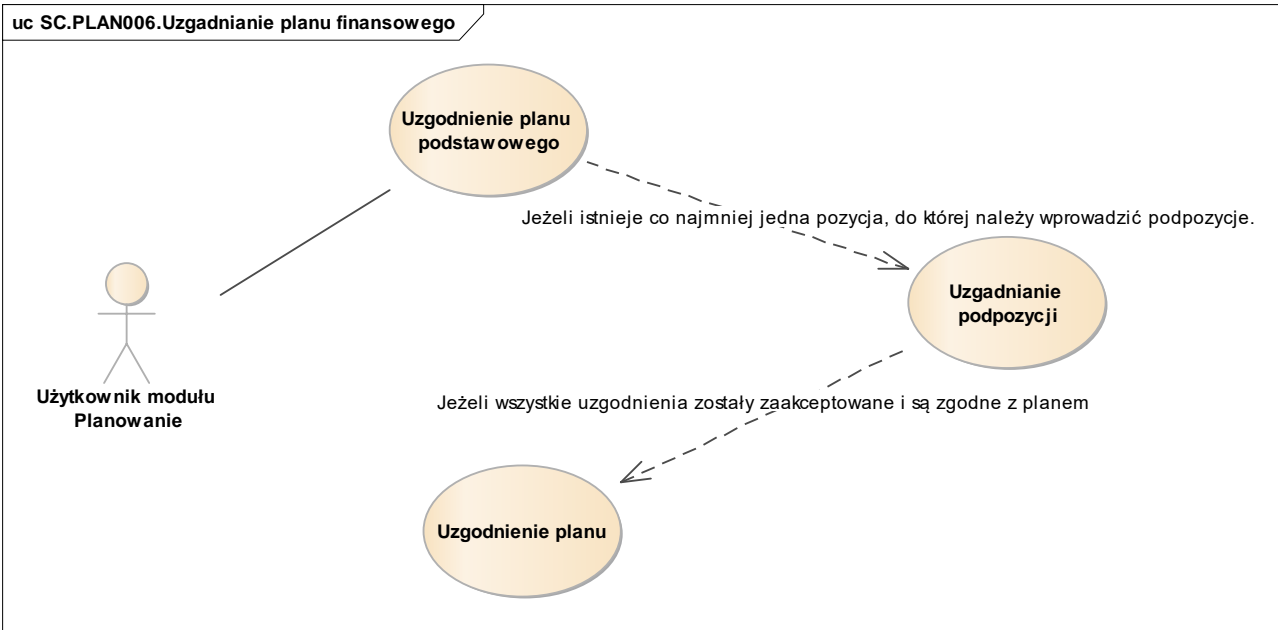 uc SC.PLAN006.Uzgadnianie planu finansowego
Uzgodnienie planu
podstawowego
Jeżeli istnieje co najmniej jedna pozycja, do której należy wprowadzić podpozycje.
Uzgadnianie
podpozycji
Użytkownik modułu
Planowanie
Jeżeli wszystkie uzgodnienia zostały zaakceptowane i są zgodne z planem
Uzgodnienie planu